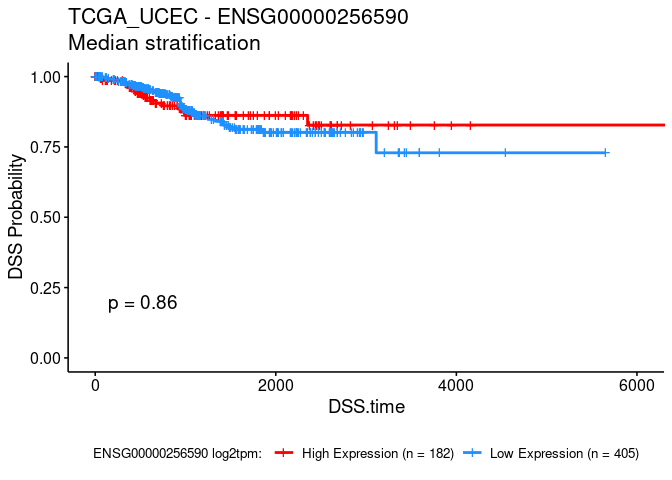 TCGA_UCEC - ENSG00000256590
Median stratification
1.00
0.75
0.50
0.25
0.00
DSS Probability
p = 0.86
0 2000 4000 6000
DSS.time
ENSG00000256590 log2tpm: High Expression (n = 182) Low Expression (n = 405)